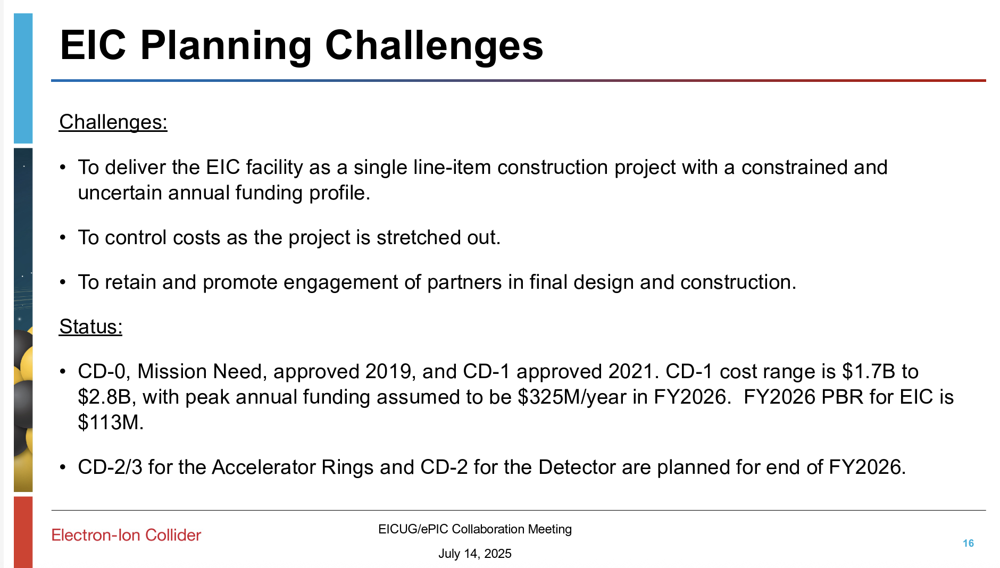 EIC Planning Challenges
Challenges:
• To deliver the EIC facility as a single line-item construction project with a constrained and
uncertain annual funding profile.
• To control costs as the project is stretched out.
• To retain and promote engagement of partners in final design and construction.
Status:
• CD-0, Mission Need, approved 2019, and CD-1 approved 2021. CD-1 cost range is $1.7B to
$2.8B, with peak annual funding assumed to be $325M/year in FY2026.  FY2026 PBR for EIC is
$113M.
• CD-2/3 for the Accelerator Rings and CD-2 for the Detector are planned for end of FY2026.
Electron-Ion Collider
EICUG/ePIC Collaboration Meeting
July 14, 2025
16